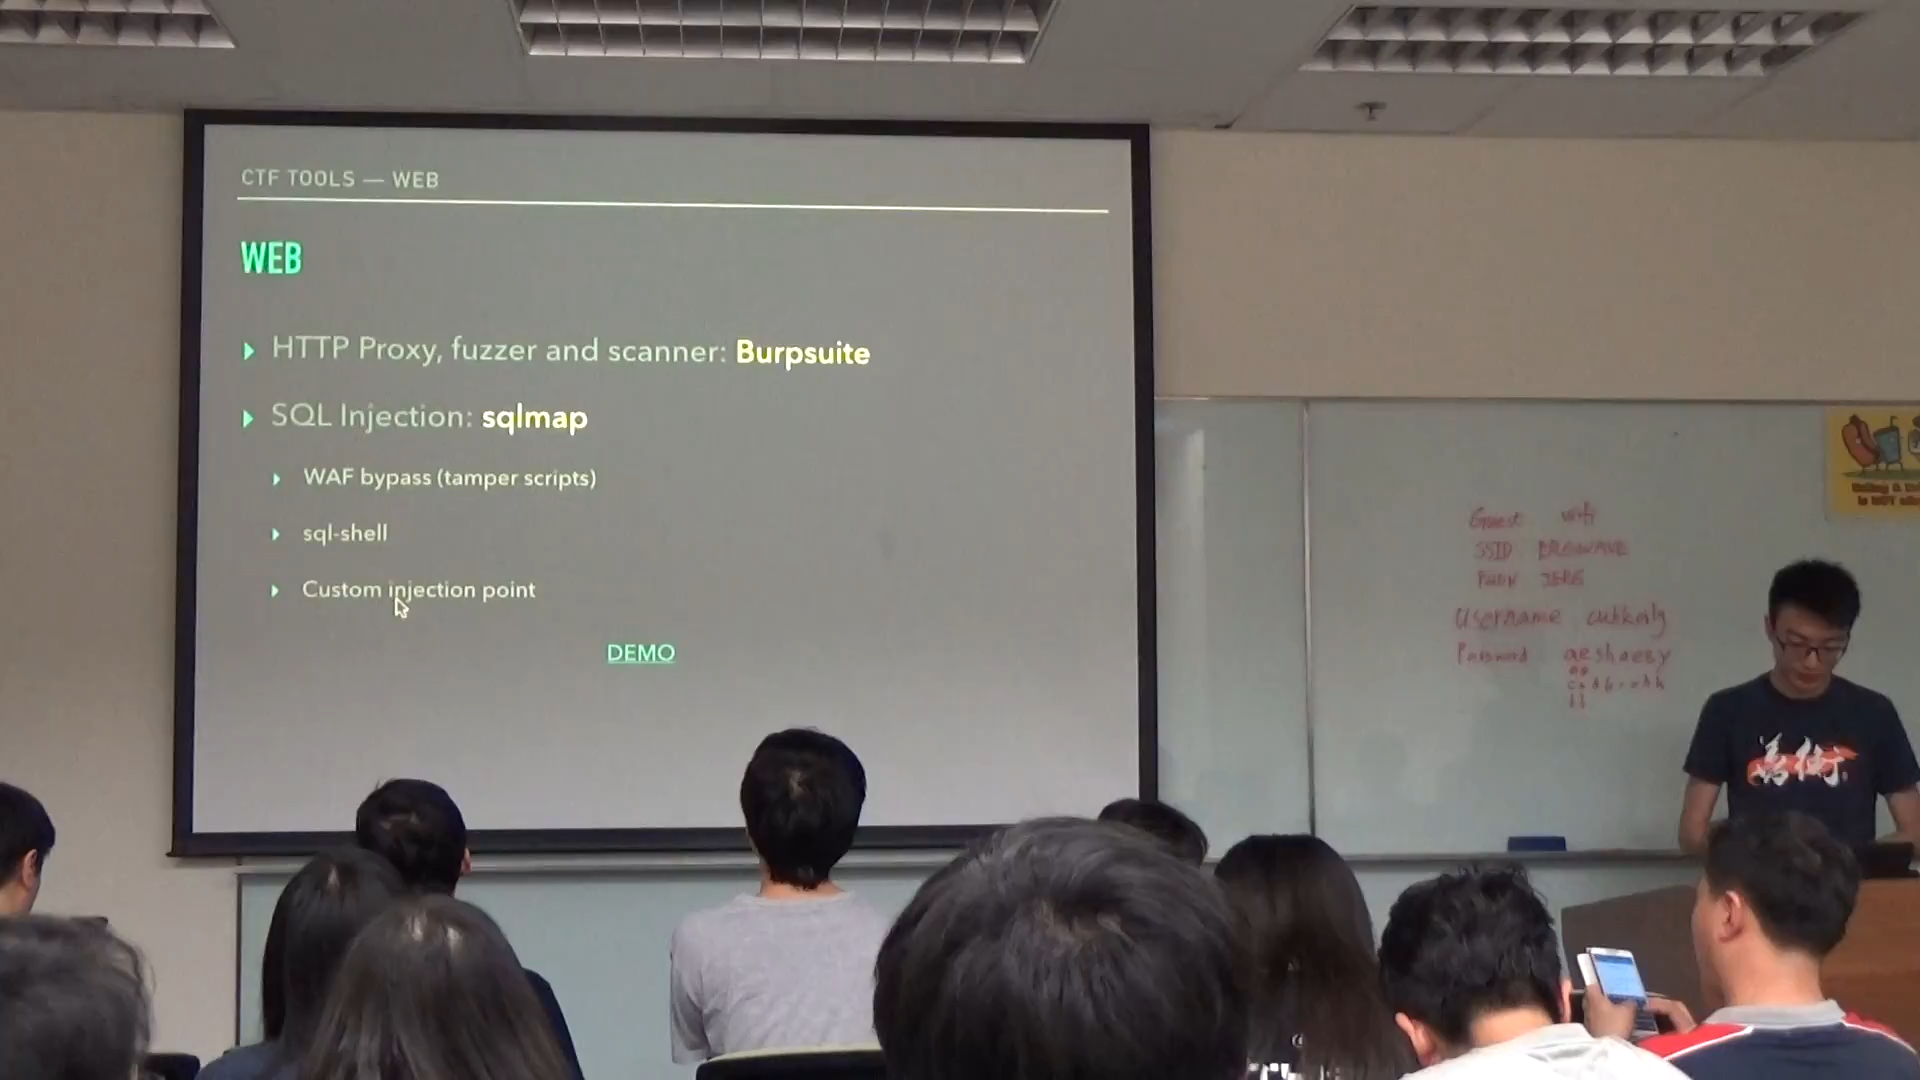 CTF TOOLS — WEB
WEB
HTTP Proxy, fuzzer and scanner: Burpsuite
SQL Injection: sqlmap
WAF bypass (tamper scripts)
sql-shell
Custom injection point
DEMO
Guest wifi
SSID
Username
Password aeshaesy